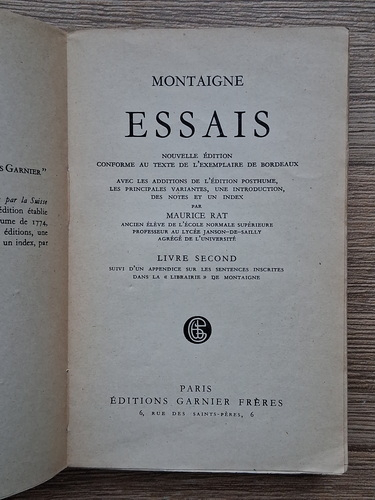 s GARNIER"
par la Suisse
édition établie
ume de 1774,
éditions, une
un index, par
MONTAIGNE
ESSAIS
NOUVELLE ÉDITION
CONFORME AU TEXTE DE L'EXEMPLAIRE DE BORDEAUX
AVEC LES ADDITIONS DE L'ÉDITION POSTHUME,
LES PRINCIPALES VARIANTES, UNE INTRODUCTION,
DES NOTES ET UN INDEX
PAR
MAURICE RAT
ANCIEN ÉLÈVE DE L'ÉCOLE NORMALE SUPÉRIEURE
PROFESSEUR AU LYCÉE JANSON-DE-SAILLY
AGRÉGÉ DE L'UNIVERSITÉ
LIVRE SECOND
SUIVI D'UN APPENDICE SUR LES SENTENCES INSCRITES
DANS LA « LIBRAIRIE » DE MONTAIGNE
PARIS
ÉDITIONS GARNIER FRÈRES
6, RUE DES SAINTS-PÈRES, 6